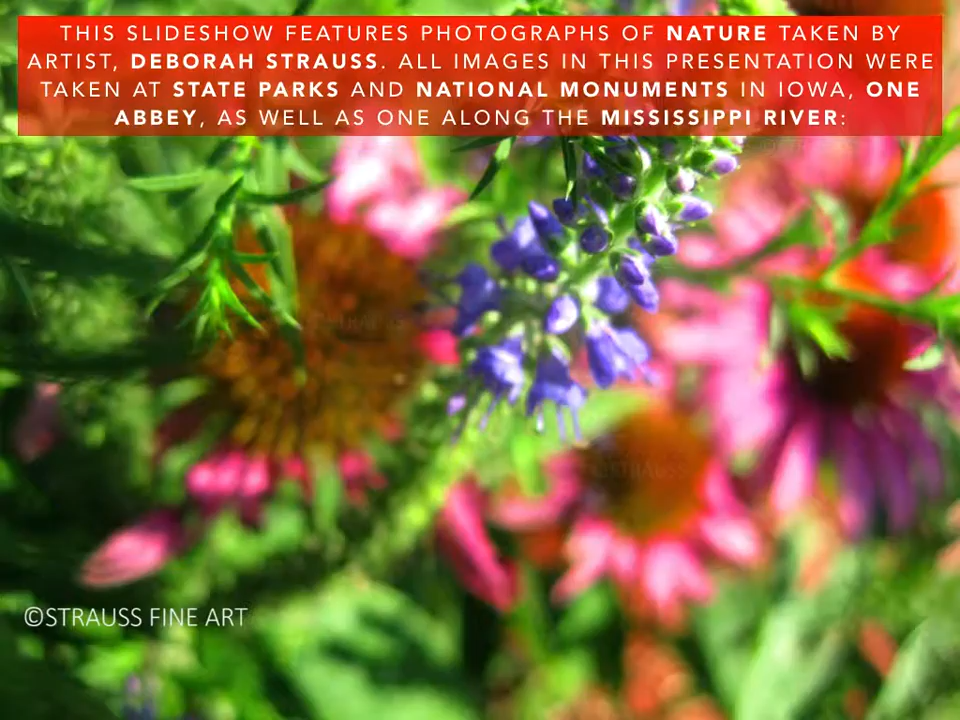 THIS SLIDESHOW FEATURES PHOTOGRAPHS OF NATURE TAKEN BY
ARTIST, DEBORAH STRAUSS. ALL IMAGES IN THIS PRESENTATION WERE
TAKEN AT STATE PARKS AND NATIONAL MONUMENTS IN IOWA, ONE
ABBEY, AS WELL AS ONE ALONG THE MISSISSIPPI RIVER:
©STRAUSS FINE ART